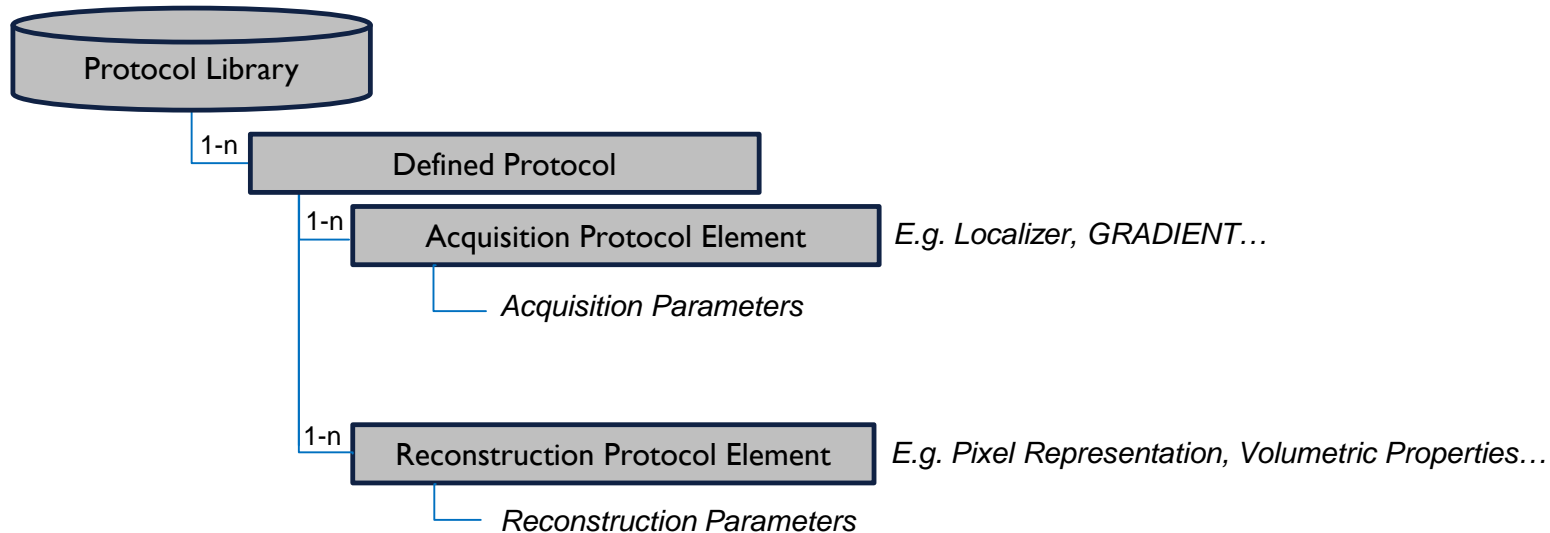 Protocol Library
1-n
Defined Protocol
1-n
Acquisition Protocol Element
E.g. Localizer, GRADIENT…
Acquisition Parameters
1-n
Reconstruction Protocol Element
E.g. Pixel Representation, Volumetric Properties…
Reconstruction Parameters